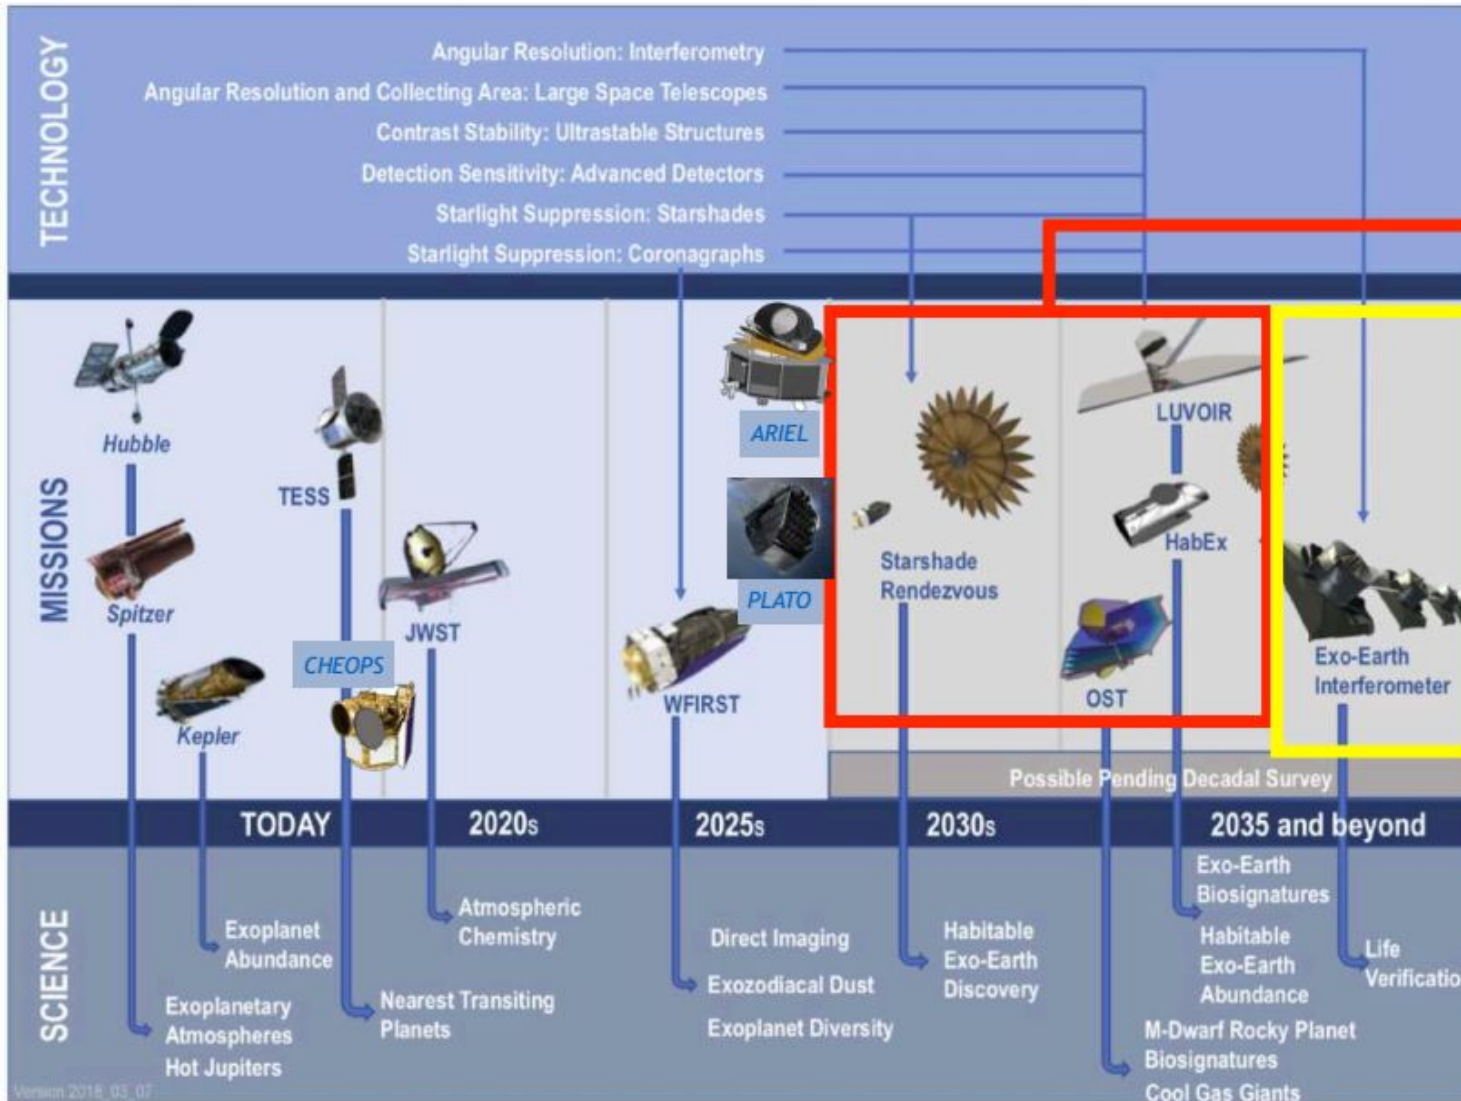 TECHNOLOGY
Angular Resolution: Interferometry
Angular Resolution and Collecting Area: Large Space Telescopes
Contrast Stability: Ultrastable Structures
Detection Sensitivity: Advanced Detectors
Starlight Suppression: Starshades
Starlight Suppression: Coronagraphs
MISSIONS
Hubble
Spitzer
Kepler
TESS
CHEOPS
JWST
WFIRST
ARIEL
PLATO
Starshade
Rendezvous
LUVOIR
HabEx
OST
Exo-Earth
Interferometer
Possible Pending Decadal Survey
TODAY
2020s
2025s
2030s
2035 and beyond
SCIENCE
Exoplanet
Abundance
Exoplanetary
Atmospheres
Hot Jupiters
Nearest Transiting
Planets
Atmospheric
Chemistry
Direct Imaging
Exozodiacal Dust
Exoplanet Diversity
Habitable
Exo-Earth
Discovery
Exo-Earth
Biosignatures
Habitable
Exo-Earth
Abundance
M-Dwarf Rocky Planet
Biosignatures
Cool Gas Giants
Life
Verificatio
Version 2018_03_07